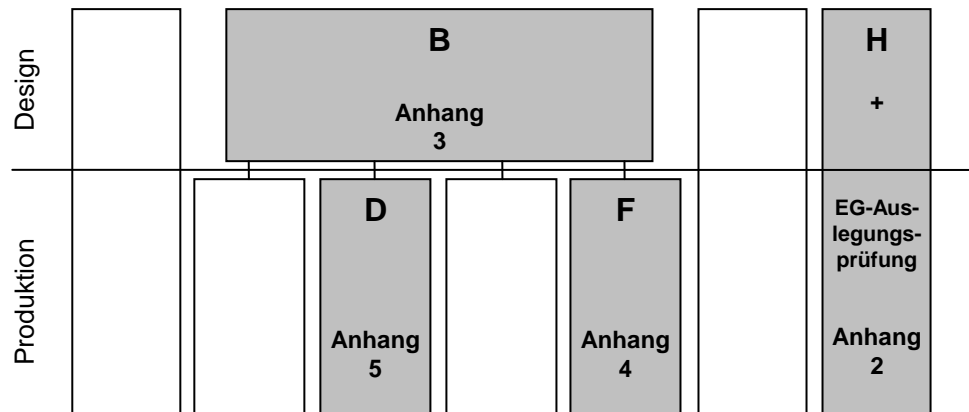 Design
B
Anhang
3
H
+
Produktion
D
Anhang
5
F
Anhang
4
EG-Aus-
legungs-
prüfung
Anhang
2